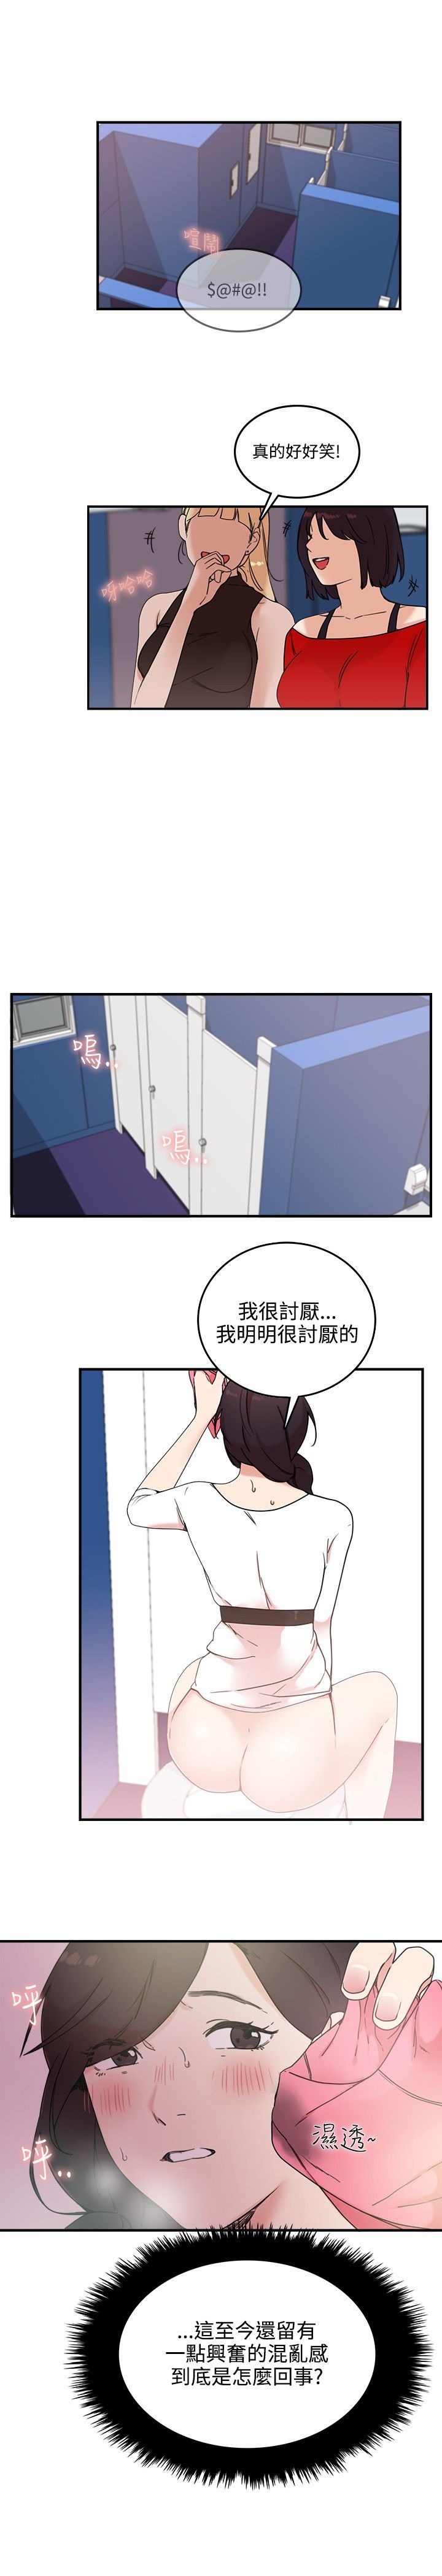 喧鬧
$@#@!!
真的好好笑!
呀哈哈
嗚..
嗚..
我很討厭...
我明明很討厭的
呼
呼..
濕透~
...這至今還留有
一點興奮的混亂感
到底是怎麼回事?